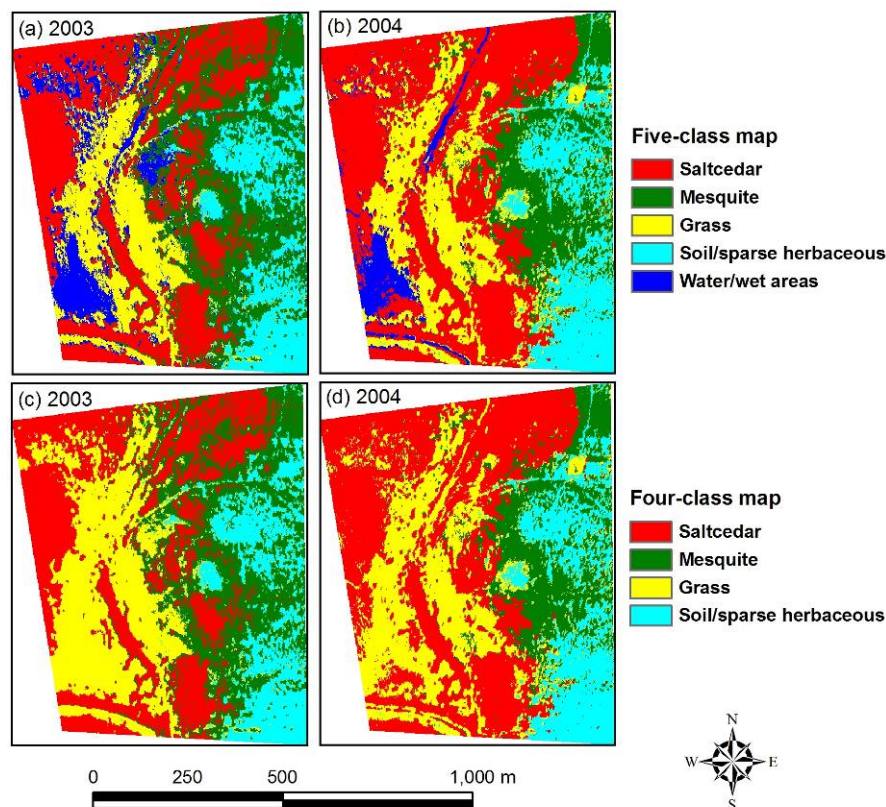 (a) 2003
(b) 2004
Five-class map
Saltcedar
Mesquite
Grass
Soil/sparse herbaceous
Water/wet areas
(c) 2003
(d) 2004
Four-class map
Saltcedar
Mesquite
Grass
Soil/sparse herbaceous
N
W E
S
0 250 500 1,000 m